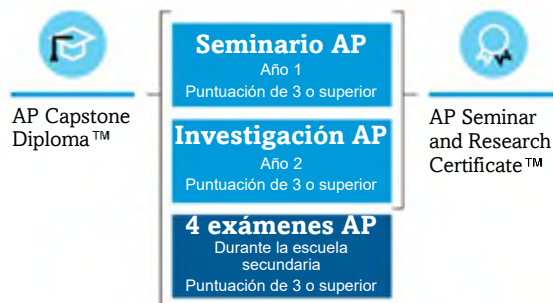 AP Capstone
Diploma™
Seminario AP
Año 1
Puntuación de 3 o superior
Investigación AP
Año 2
Puntuación de 3 o superior
4 exámenes AP
Durante la escuela
secundaria
Puntuación de 3 o superior
AP Seminar
and Research
Certificate™